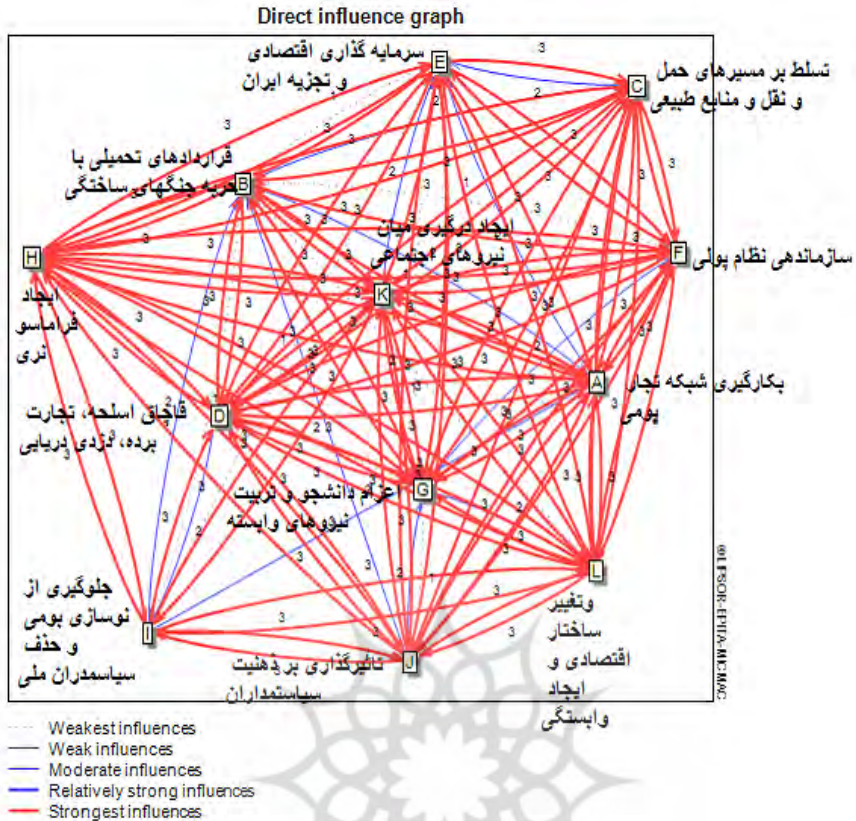 Direct influence graph
سرمایه گذاری اقتصادی
و تجزیه ایران
E
C
تسلط بر مسیرهای حمل
و نقل و منابع طبیعی
قراردادهای تحمیلی با
حربه جنگهای ساختگی
B
ایجاد درگیری میان
نیروهای اجتماعی
H
F
سازماندهی نظام پولی
ایجاد
فراماسو
نری
K
A
بکارگیری شبکه تجار
بومی
D
قاچاق اسلحه، تجارت
برده، دزدی دریایی
G
اعزام دانشجو و تربیت
نیروهای وابسته
L
جلوگیری از
نوسازی بومی
و حذف
سیاسمدران ملی
I
J
تاثیرگذاری بر ذهنیت
سیاستمداران
وتغییر
ساختار
اقتصادی و
ایجاد
وابستگی
©LIPSOR-EPITA-MICMAC
Weakest influences
Weak influences
Moderate influences
Relatively strong influences
Strongest influences